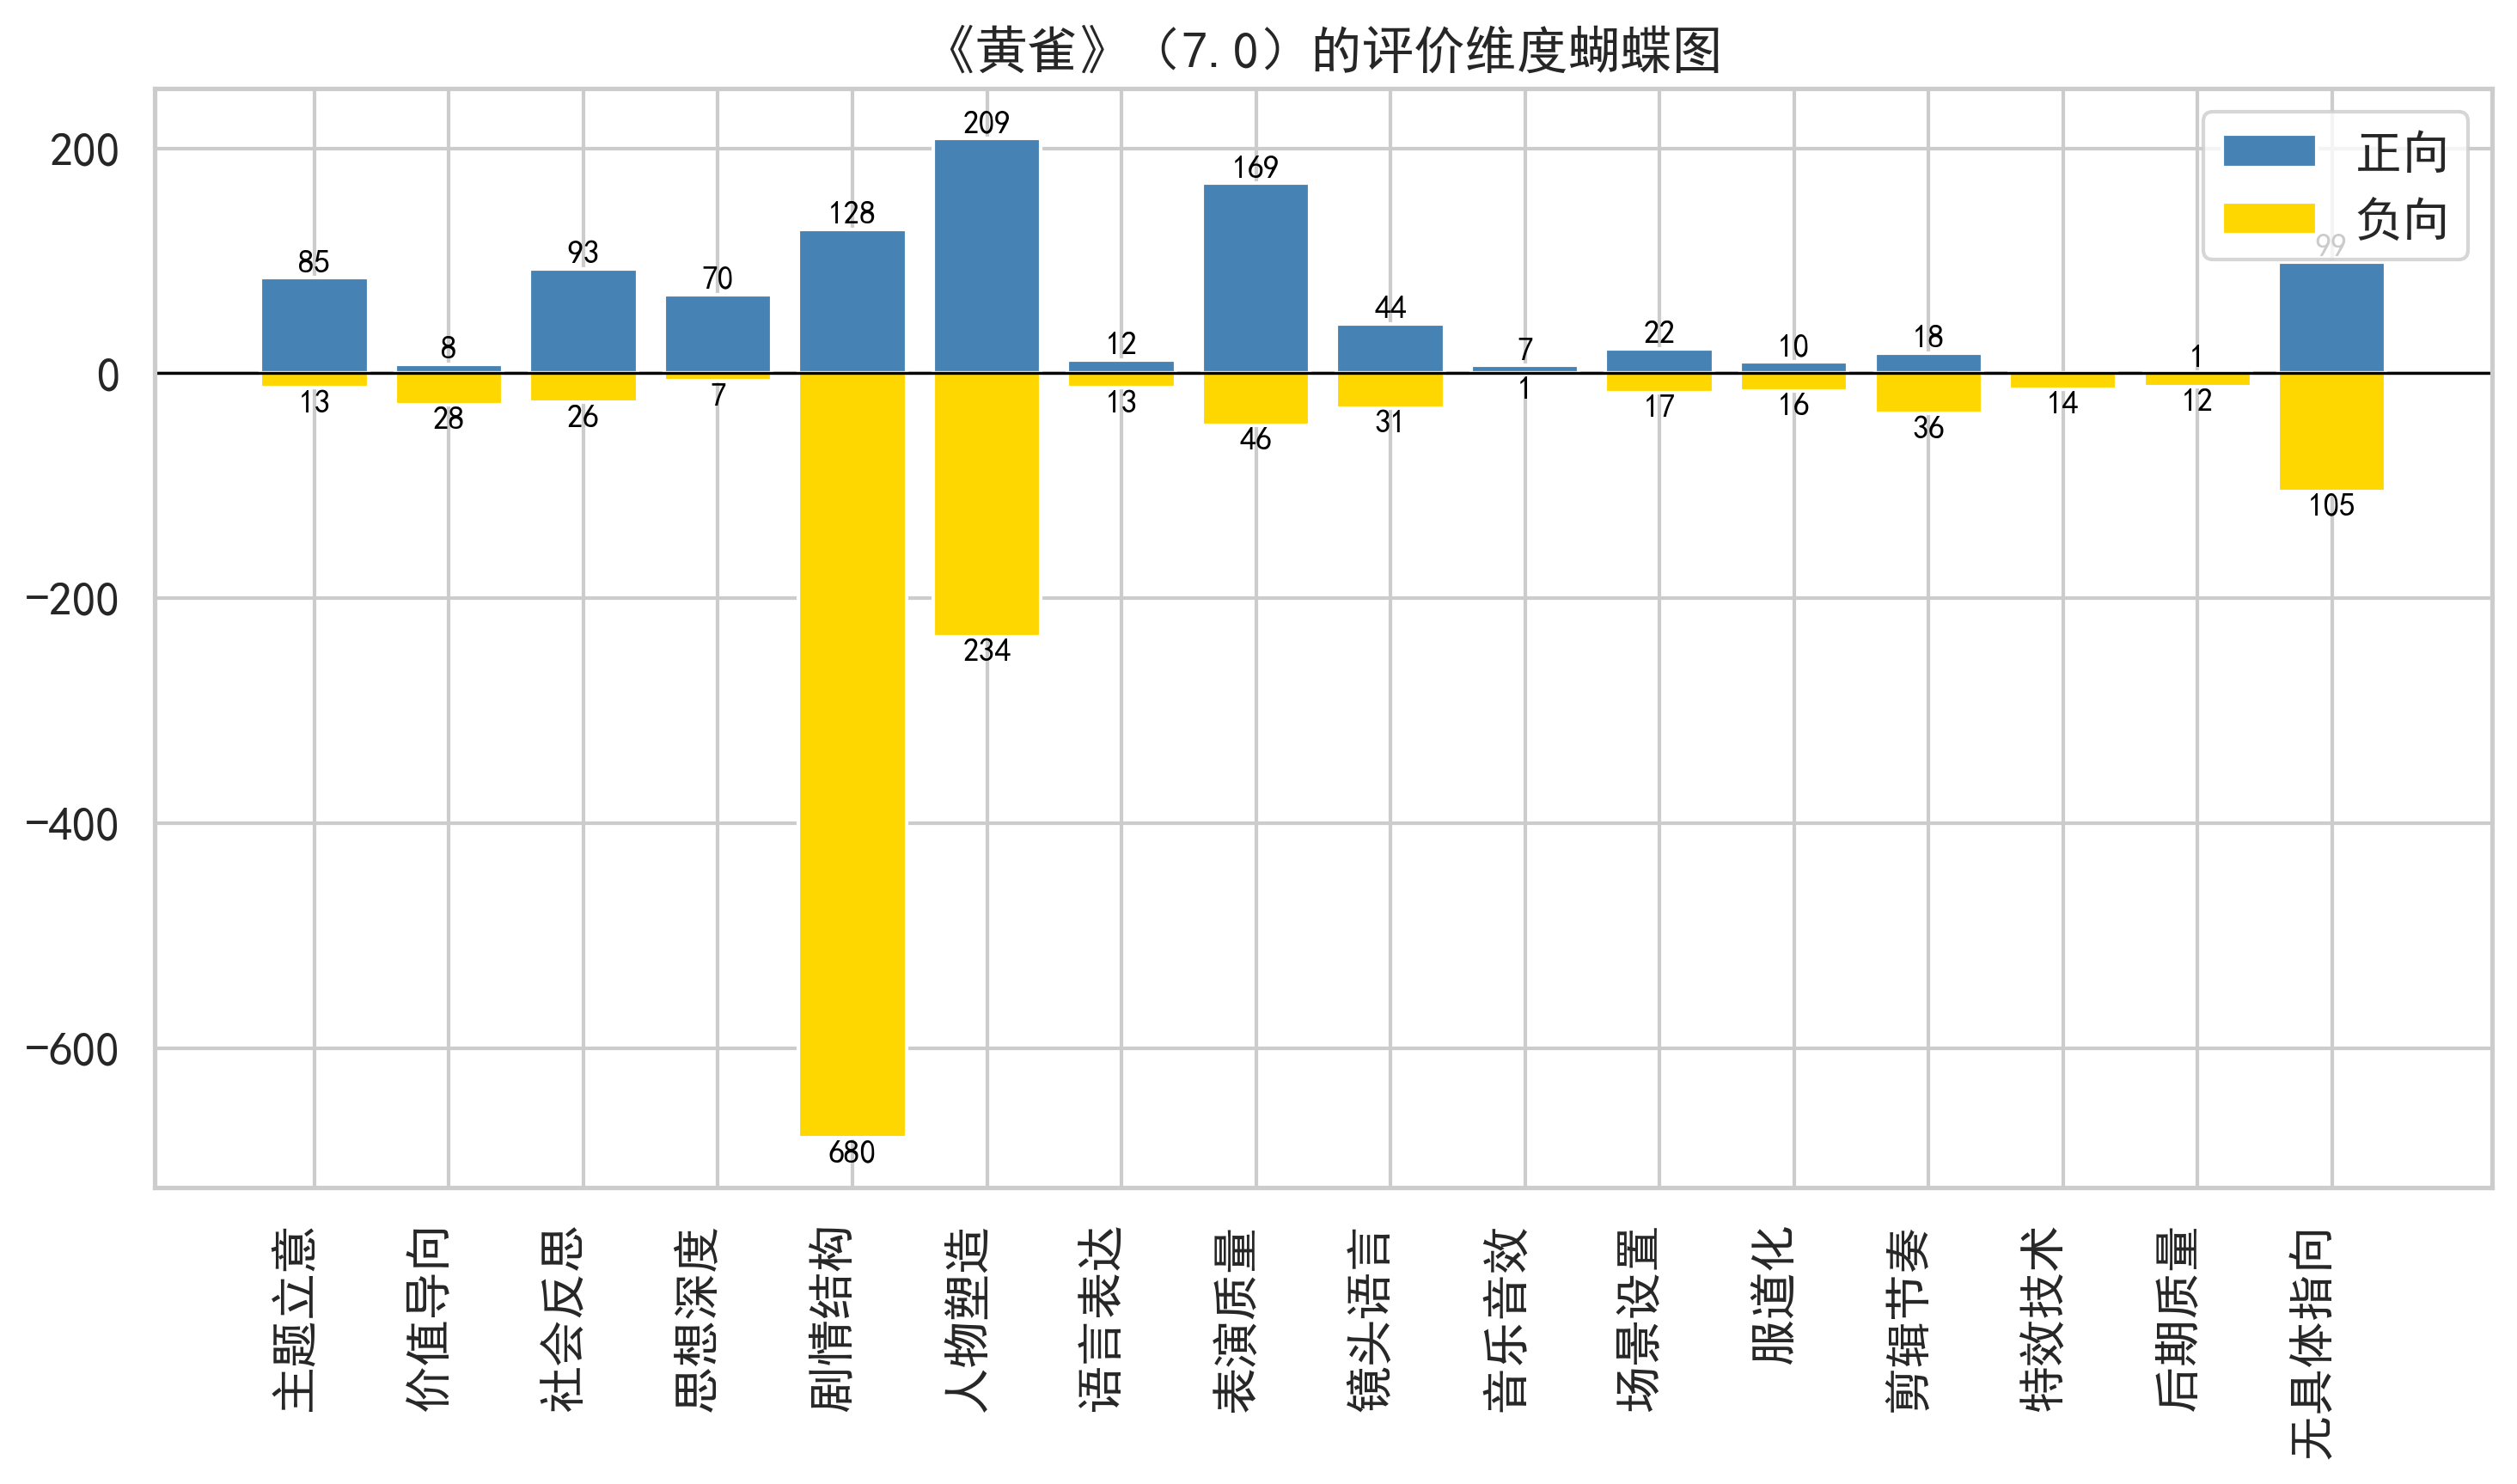 《黄雀》（7.0）的评价维度蝴蝶图
正向
负向
200
0
−200
−400
−600
85
8
93
70
128
209
12
169
44
7
22
10
18
1
99
13
28
26
7
680
234
13
46
31
1
17
16
36
14
12
105
主题立意
价值导向
社会反思
思想深度
剧情结构
人物塑造
语言表达
表演质量
镜头语言
音乐音效
场景设置
服道化
剪辑节奏
特效技术
后期质量
无具体指向